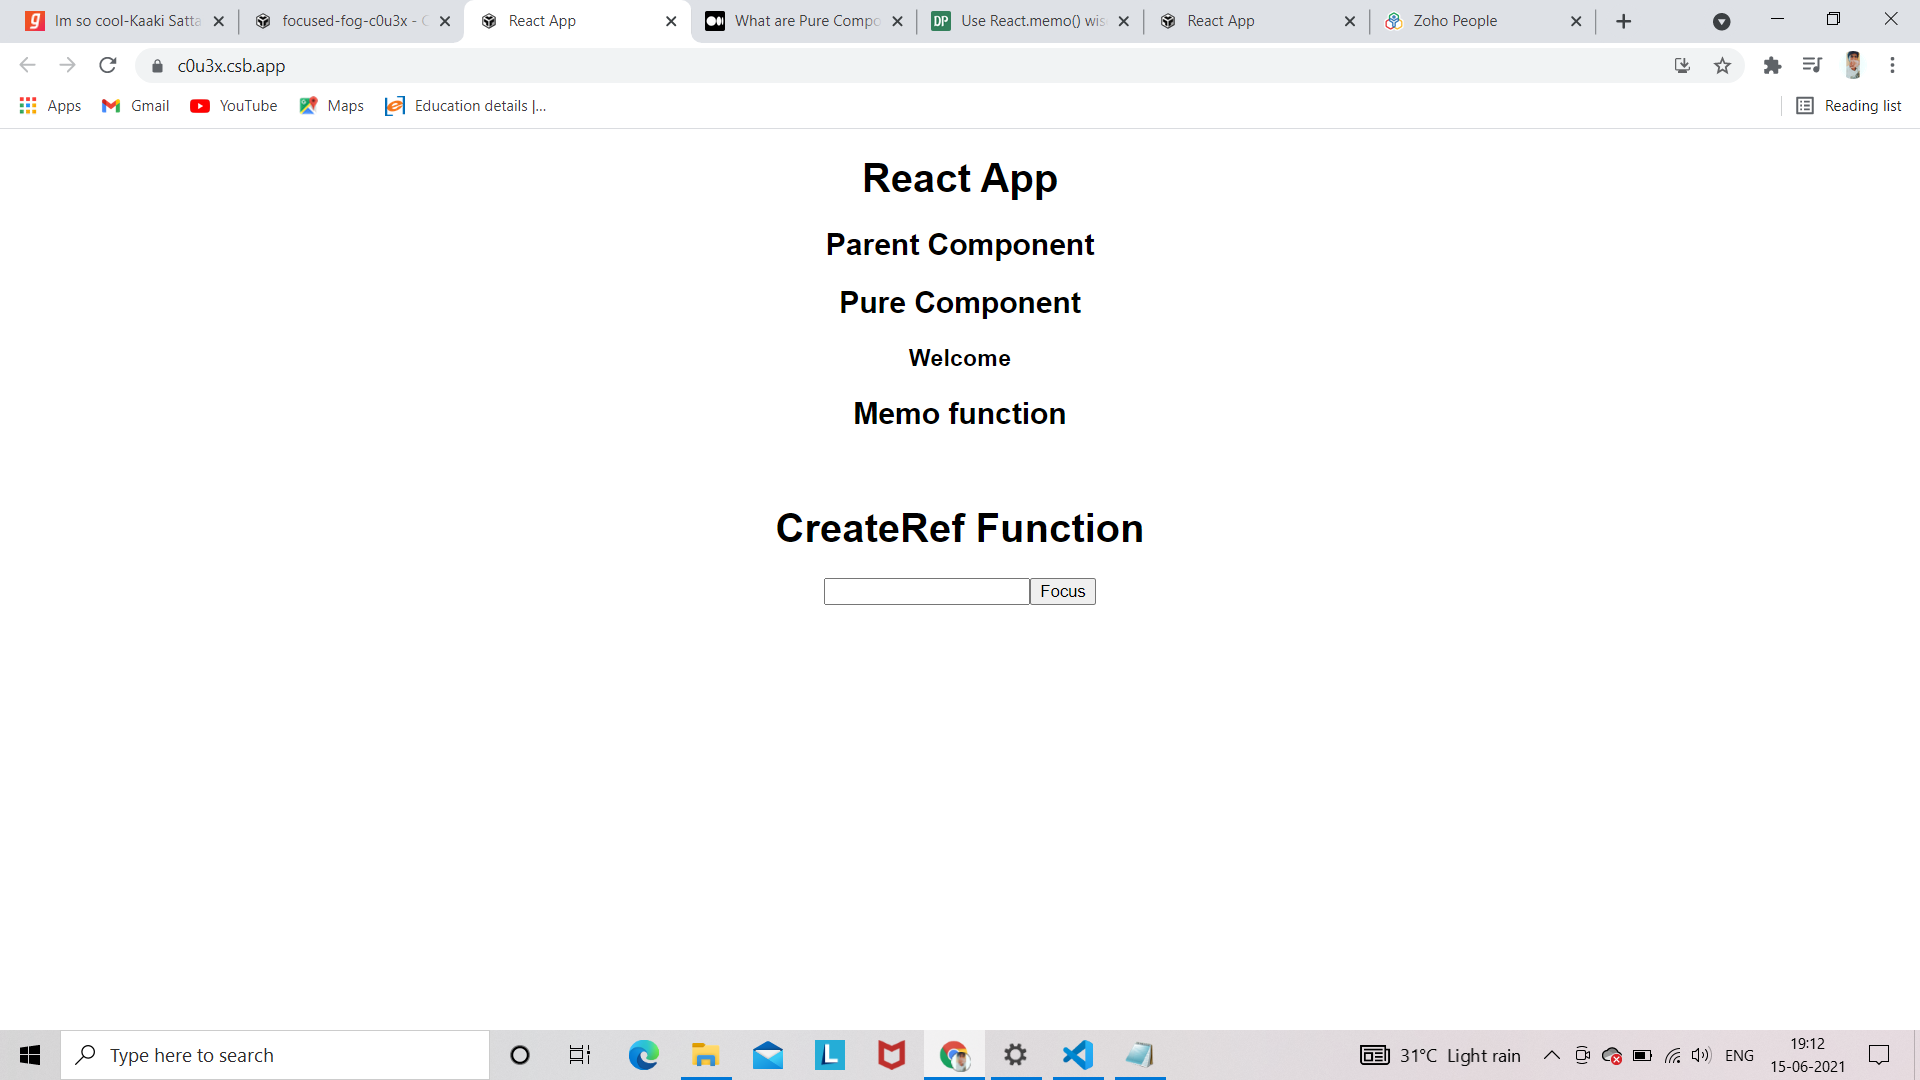 Im so cool-Kaaki Satta
focused-fog-c0u3x - C
React App
What are Pure Compo
DP
Use React.memo() wis
React App
Zoho People
c0u3x.csb.app
Apps
Gmail
YouTube
Maps
Education details |...
Reading list
React App
Parent Component
Pure Component
Welcome
Memo function
CreateRef Function
Focus
Type here to search
L
31°C Light rain
ENG
19:12
15-06-2021